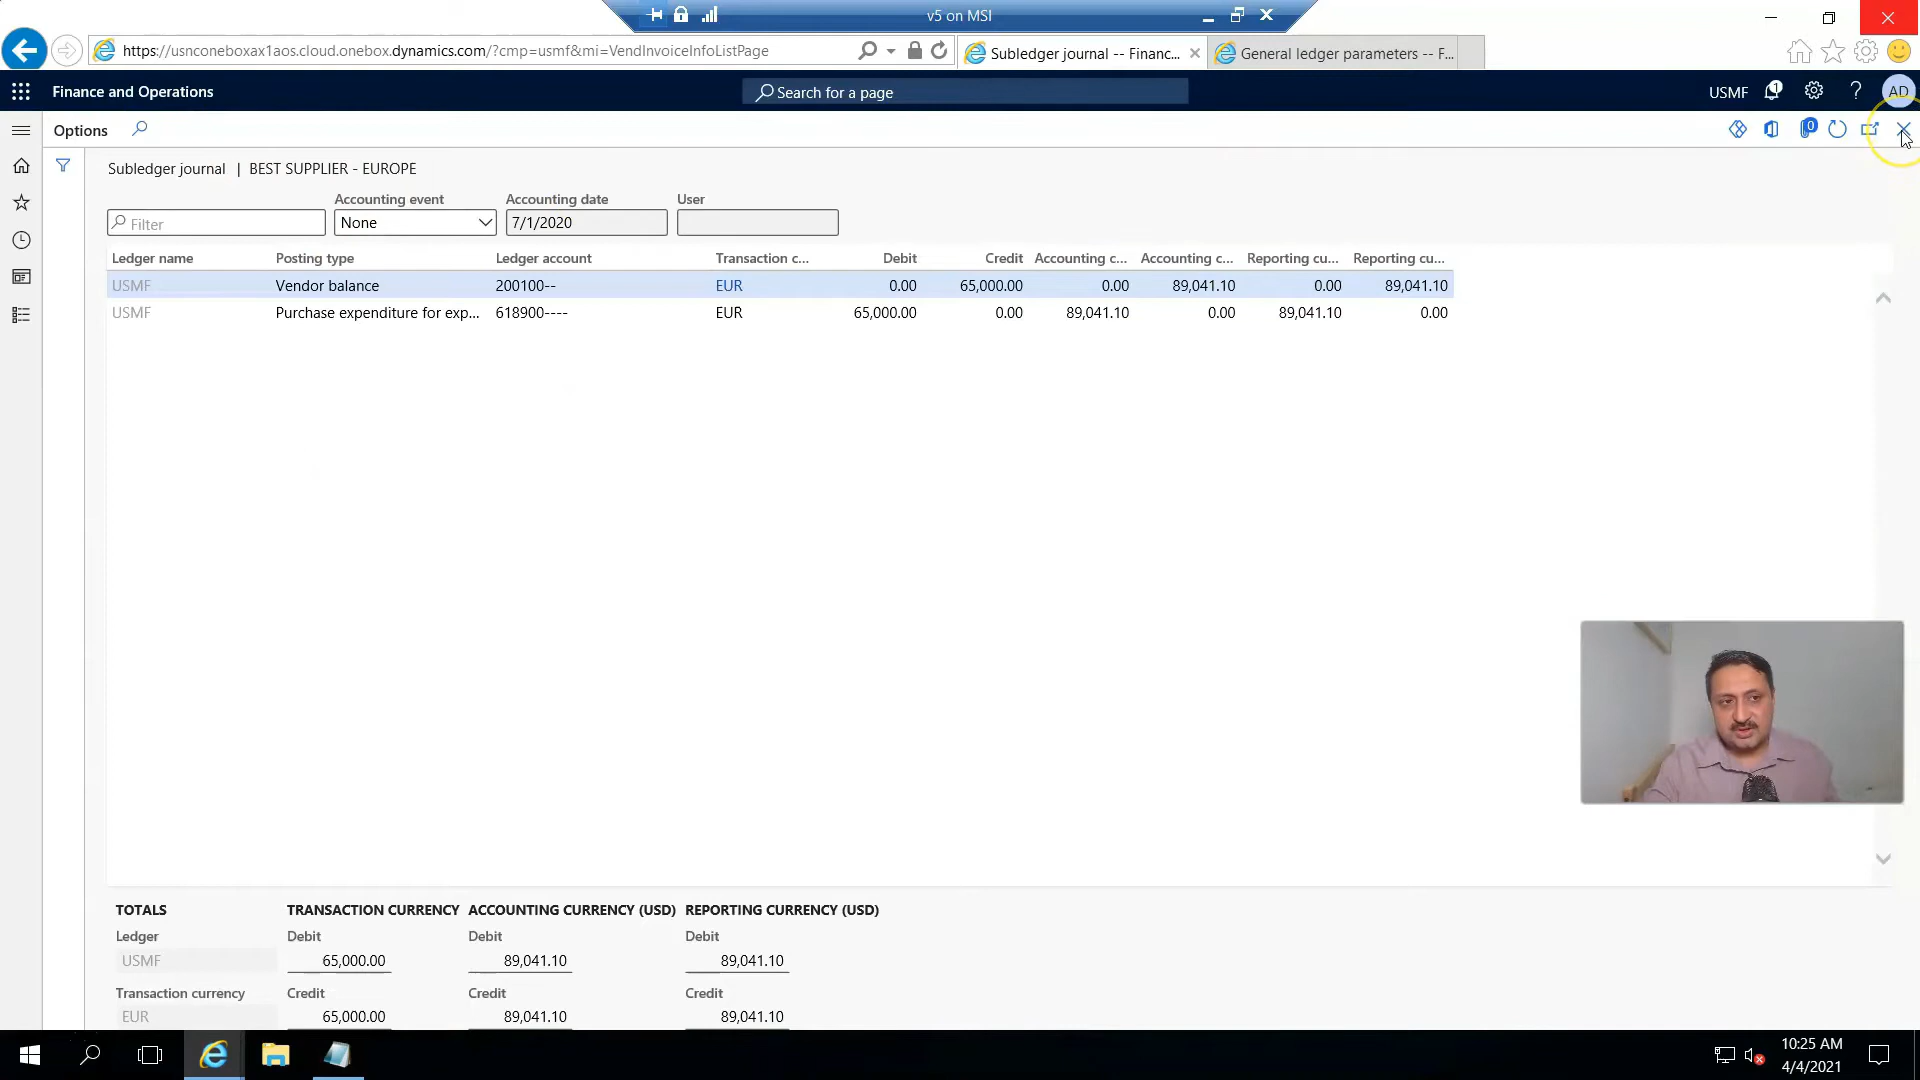 v5 on MSI
https://usnconeboxax1aos.cloud.onebox.dynamics.com/?cmp=usmf&mi=VendInvoiceInfoListPage
Subledger journal -- Financ...
General ledger parameters -- F...
Finance and Operations
Search for a page
USMF
1
?
AD
Options
0
Subledger journal | BEST SUPPLIER - EUROPE
Accounting event Accounting date User
Filter None 7/1/2020
Ledger name Posting type Ledger account Transaction c... Debit Credit Accounting c... Accounting c... Reporting cu... Reporting cu...
USMF Vendor balance 200100-- EUR 0.00 65,000.00 0.00 89,041.10 0.00 89,041.10
USMF Purchase expenditure for exp... 618900---- EUR 65,000.00 0.00 89,041.10 0.00 89,041.10 0.00
TOTALS TRANSACTION CURRENCY ACCOUNTING CURRENCY (USD) REPORTING CURRENCY (USD)
Ledger Debit Debit Debit
USMF 65,000.00 89,041.10 89,041.10
Transaction currency Credit Credit Credit
EUR 65,000.00 89,041.10 89,041.10
10:25 AM
4/4/2021